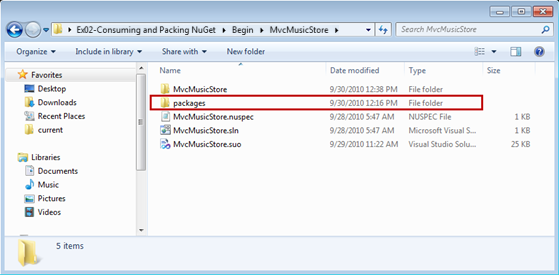 Ex02-Consuming and Packing NuGet Begin MvcMusicStore
Search MvcMusicStore
Organize Include in library Share with New folder
Name Date modified Type Size
Favorites
Desktop
Downloads
Recent Places
current
Libraries
Documents
Music
Pictures
Videos
MvcMusicStore 9/30/2010 12:38 PM File folder
packages 9/30/2010 12:16 PM File folder
MvcMusicStore.nuspec 9/28/2010 5:47 AM NUSPEC File 1 KB
MvcMusicStore.sln 9/28/2010 5:47 AM Microsoft Visual S... 1 KB
MvcMusicStore.suo 9/29/2010 11:22 AM Visual Studio Solu... 25 KB
5 items